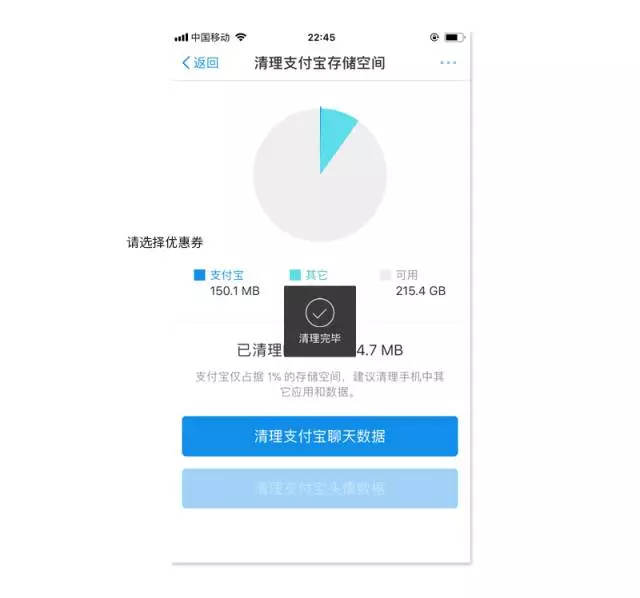 中国移动
22:45
返回
清理支付宝存储空间
请选择优惠券
支付宝
其它
可用
150.1 MB
215.4 GB
清理完毕
已清理
4.7 MB
支付宝仅占据 1% 的存储空间，建议清理手机中其
它应用和数据。
清理支付宝聊天数据
清理支付宝头像数据